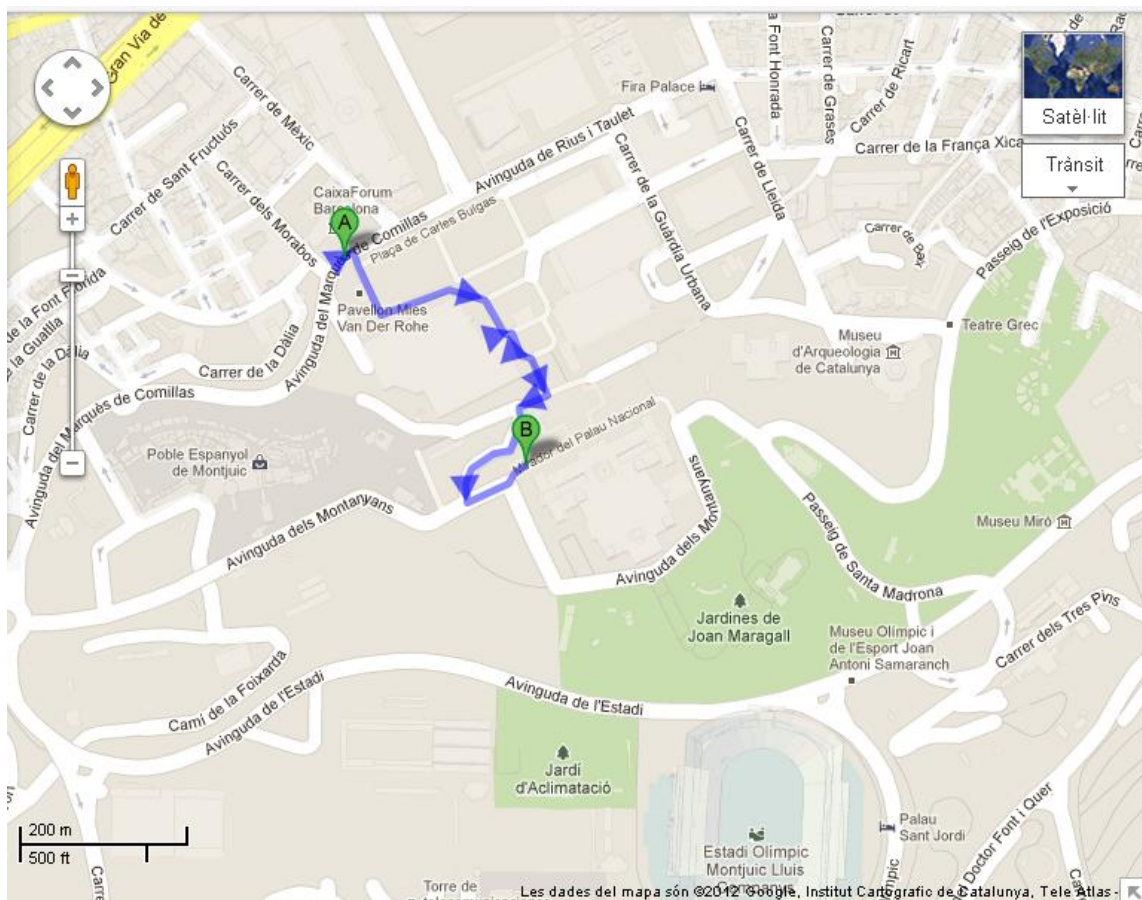 Gran Via de
Carrer de Mèxic
Carrer de Sant Fructuós
Carrer dels Morabos
CaixaForum
Barcelona
A
Avinguda de Rius i Taulet
Fira Palace
a Font Honrada
Carrer de Grases
Carrer de Ricart
Carrer de
Satèl·lit
Trànsit
Carrer de la França Xica
Carrer de Lleida
Carrer de la Guàrdia Urbana
Passeig de l'Exposició
Plaça de Carles Buïgas
Avinguda del Marquès de Comillas
Pavellon Mies
Van Der Rohe
Teatre Grec
Museu
d'Arqueologia
de Catalunya
de la Font Florida
la Guatlla
Carrer de la Dàlia
Carrer de la Dàlia
Avinguda del Marquès de Comillas
B
Mirador del Palau Nacional
Poble Espanyol
de Montjuic
Avinguda dels Montanyans
Avinguda dels Montanyans
Passeig de Santa Madrona
Museu Miró
Jardines de
Joan Maragall
Museu Olímpic i
de l'Esport Joan
Antoni Samaranch
Carrer dels Tres Pins
Camí de la Foixarda
Avinguda de l'Estadi
Avinguda de l'Estadi
Jardí
d'Aclimatació
200 m
500 ft
Palau
Sant Jordi
Doctor Font i Quer
Estadi Olímpic
Montjuic Lluis
Companys
Torre de
Les dades del mapa són ©2012 Google, Institut Cartogràfic de Catalunya, Tele Atlas -